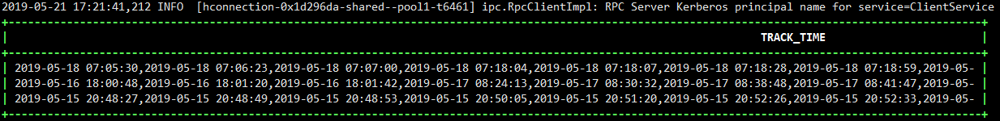 2019-05-21 17:21:41,212 INFO  [hconnection-0x1d296da-shared--pool1-t6461] ipc.RpcClientImpl: RPC Server Kerberos principal name for service=ClientService
TRACK_TIME
2019-05-18 07:05:30,2019-05-18 07:06:23,2019-05-18 07:07:00,2019-05-18 07:18:04,2019-05-18 07:18:07,2019-05-18 07:18:28,2019-05-18 07:18:59,2019-05-
2019-05-16 18:00:48,2019-05-16 18:01:20,2019-05-16 18:01:42,2019-05-17 08:24:13,2019-05-17 08:30:32,2019-05-17 08:38:48,2019-05-17 08:41:47,2019-05-
2019-05-15 20:48:27,2019-05-15 20:48:49,2019-05-15 20:48:53,2019-05-15 20:50:05,2019-05-15 20:51:20,2019-05-15 20:52:26,2019-05-15 20:52:33,2019-05-